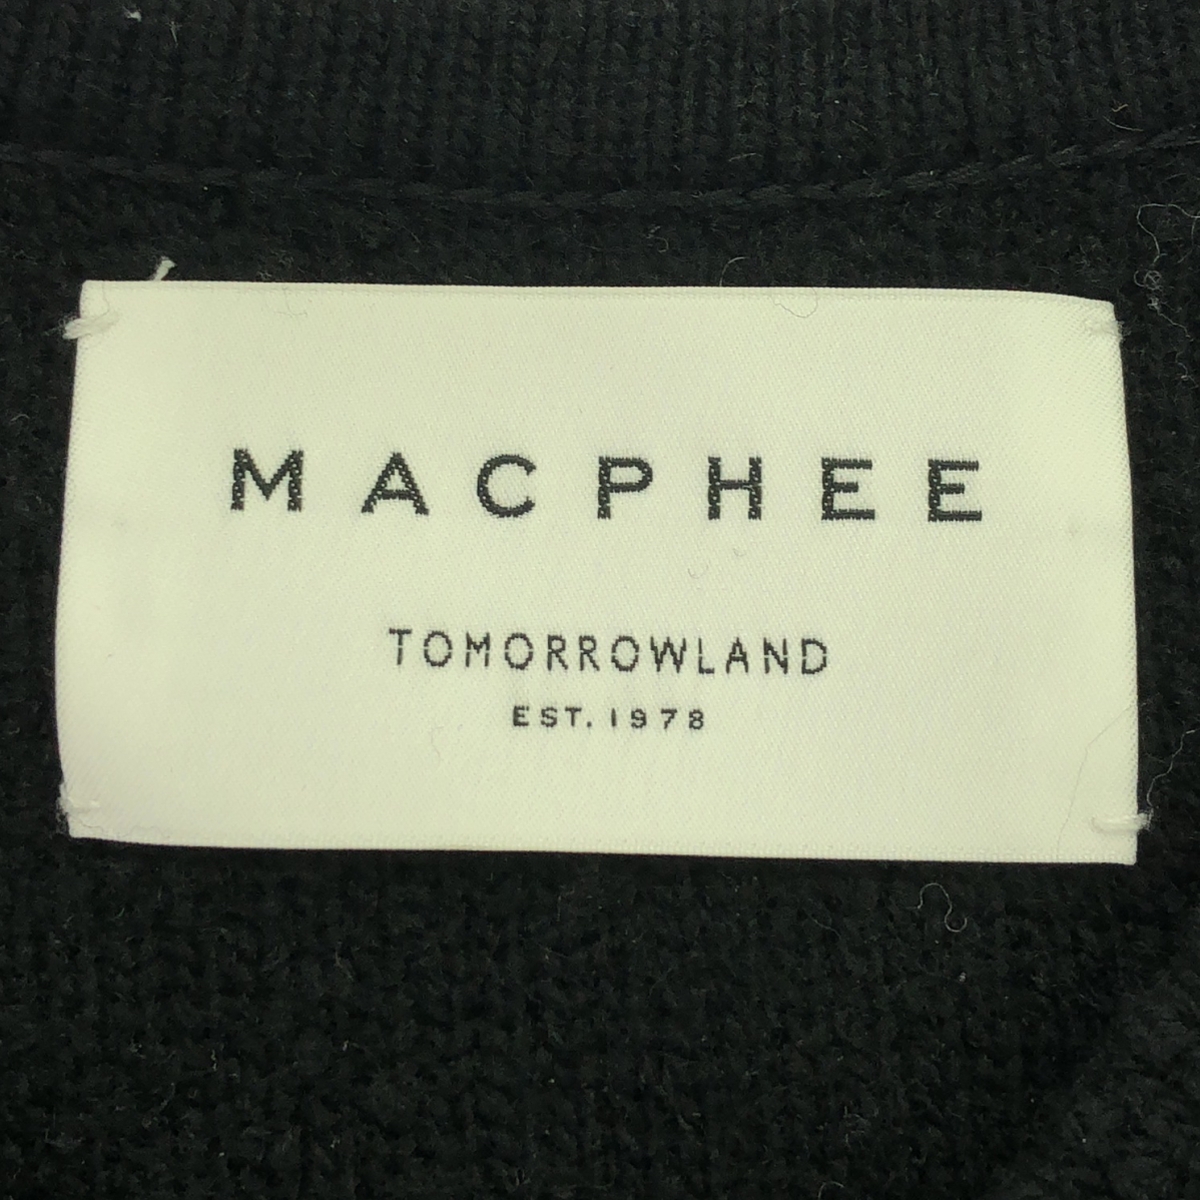 MACPHEE
TOMORROWLAND
EST. 1978